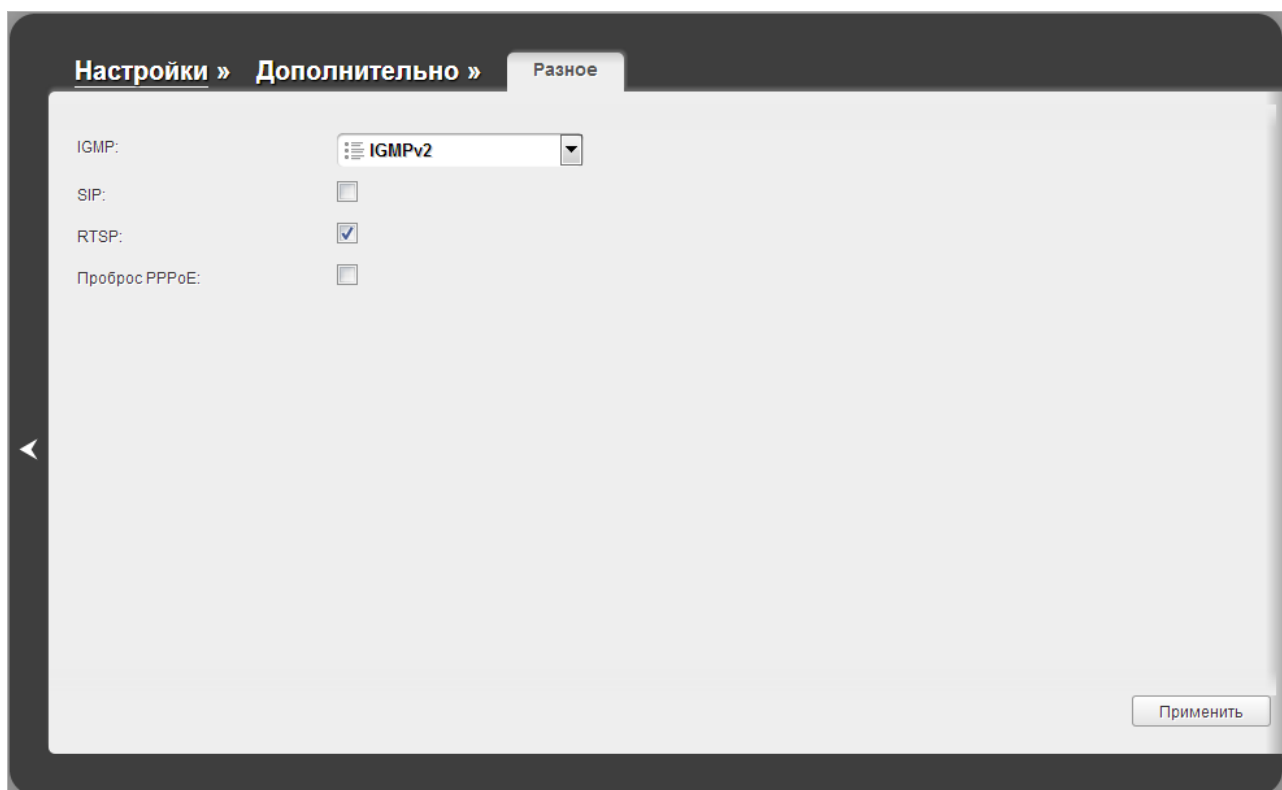 Настройки » Дополнительно » Разное
IGMP: IGMPv2
SIP:
RTSP:
Проброс PPPoE:
Применить